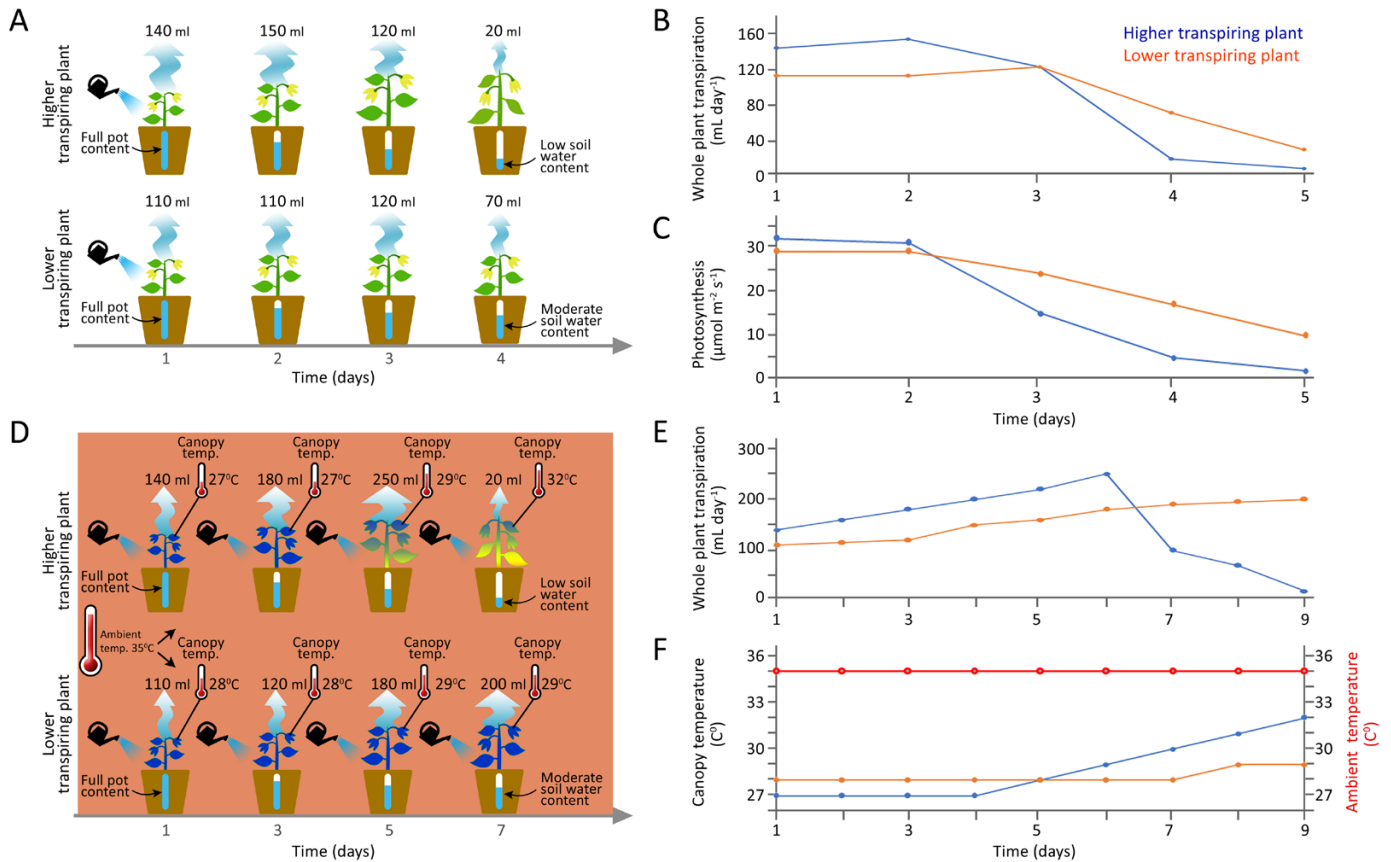 A
Higher
transpiring plant
140 ml
150 ml
120 ml
20 ml
Full pot
content
Low soil
water
content
Lower
transpiring plant
110 ml
110 ml
120 ml
70 ml
Full pot
content
Moderate
soil water
content
1
2
3
4
Time (days)
B
Whole plant transpiration
(mL day⁻¹)
160
120
80
40
0
Higher transpiring plant
Lower transpiring plant
1
2
3
4
5
C
Photosynthesis
(µmol m⁻² s⁻¹)
30
20
10
0
1
2
3
4
5
Time (days)
D
Higher
transpiring plant
Canopy
temp.
Canopy
temp.
Canopy
temp.
Canopy
temp.
140 ml
27⁰C
180 ml
27⁰C
250 ml
29⁰C
20 ml
32⁰C
Full pot
content
Low soil
water
content
Ambient
temp. 35⁰C
Lower
transpiring plant
Canopy
temp.
Canopy
temp.
Canopy
temp.
Canopy
temp.
110 ml
28⁰C
120 ml
28⁰C
180 ml
29⁰C
200 ml
29⁰C
Full pot
content
Moderate
soil water
content
1
3
5
7
Time (days)
E
Whole plant transpiration
(mL day⁻¹)
300
200
100
0
1
3
5
7
9
F
Canopy temperature
(C⁰)
36
33
30
27
36
33
30
27
Ambient temperature
(C⁰)
1
3
5
7
9
Time (days)